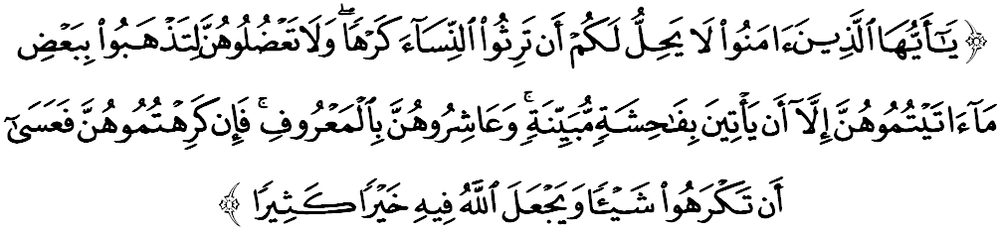 ﴿ يَٰٓأَيُّهَا ٱلَّذِينَ ءَامَنُوا۟ لَا يَحِلُّ لَكُمْ أَن تَرِثُوا۟ ٱلنِّسَآءَ كَرْهًۭا ۖ وَلَا تَعْضُلُوهُنَّ لِتَذْهَبُوا۟ بِبَعْضِ
مَآ ءَاتَيْتُمُوهُنَّ إِلَّآ أَن يَأْتِينَ بِفَٰحِشَةٍۢ مُّبَيِّنَةٍۢ ۚ وَعَاشِرُوهُنَّ بِٱلْمَعْرُوفِ ۚ فَإِن كَرِهْتُمُوهُنَّ فَعَسَىٰٓ
أَن تَكْرَهُوا۟ شَيْـًۭٔا وَيَجْعَلَ ٱللَّهُ فِيهِ خَيْرًۭا كَثِيرًۭا ﴾